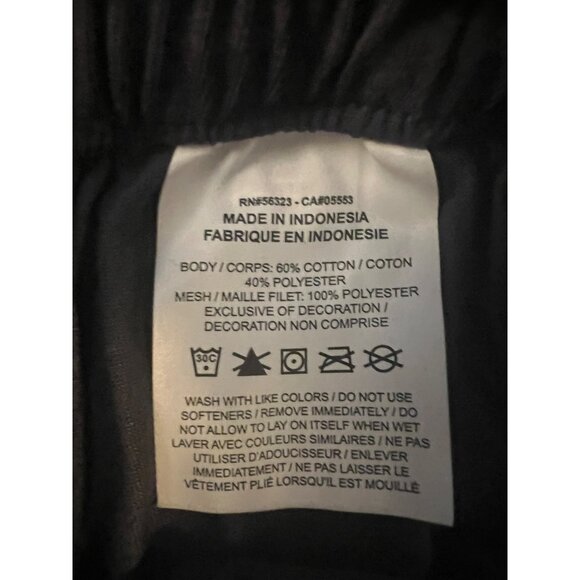 RN#56323 - CA#05553
MADE IN INDONESIA
FABRIQUE EN INDONESIE
BODY / CORPS: 60% COTTON / COTON
40% POLYESTER
MESH / MAILLE FILET: 100% POLYESTER
EXCLUSIVE OF DECORATION /
DECORATION NON COMPRISE
30C
WASH WITH LIKE COLORS / DO NOT USE
SOFTENERS / REMOVE IMMEDIATELY / DO
NOT ALLOW TO LAY ON ITSELF WHEN WET
LAVER AVEC COULEURS SIMILAIRES / NE PAS
UTILISER D'ADOUCISSEUR / ENLEVER
IMMEDIATEMENT / NE PAS LAISSER LE
VÊTEMENT PLIÉ LORSQU'IL EST MOUILLÉ